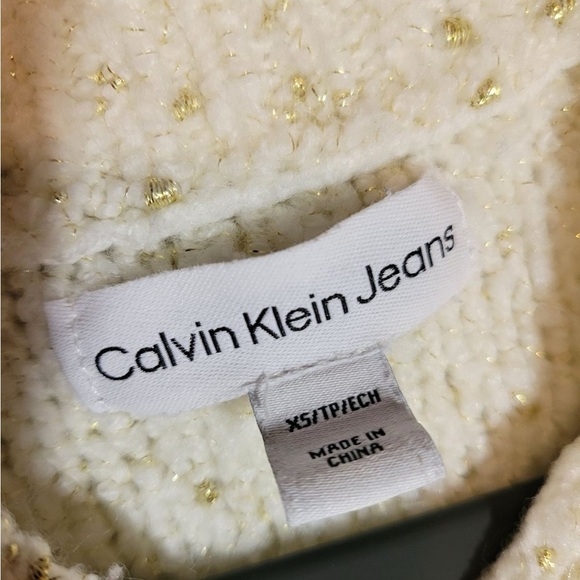 Calvin Klein Jeans
XS/TP/ECH
MADE IN
CHINA